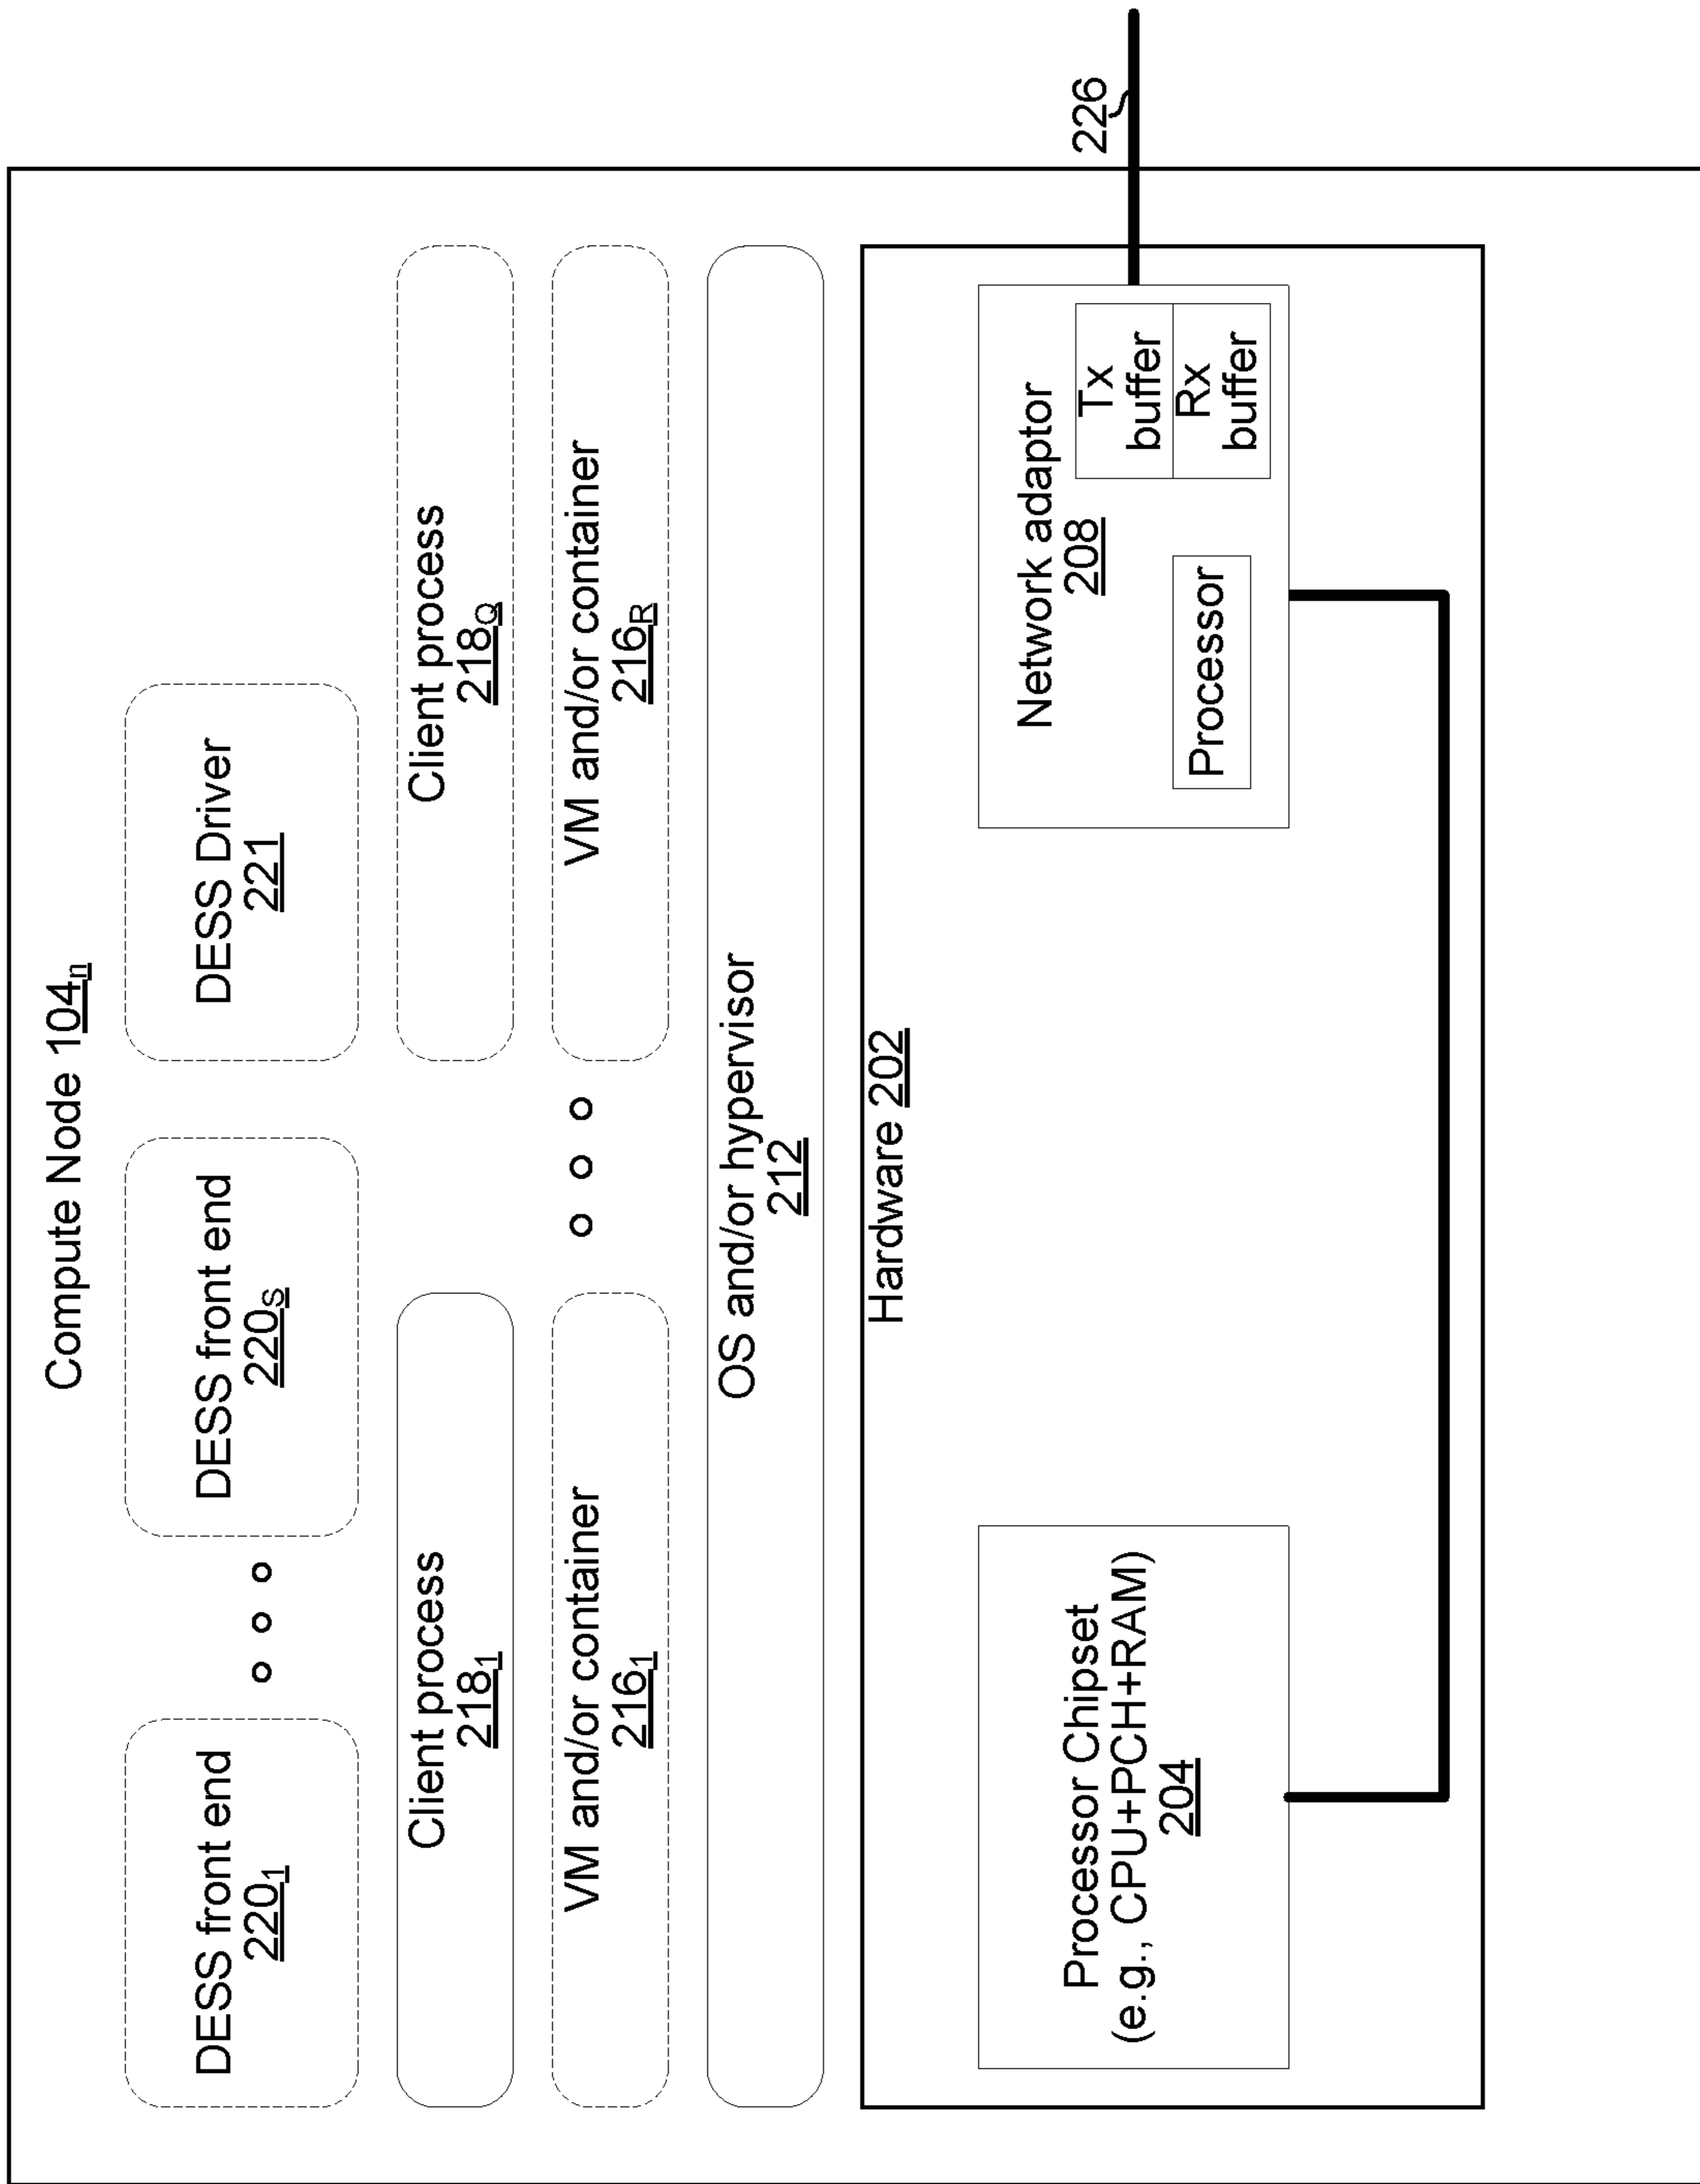 Compute Node 104n
DESS front end
2201
DESS front end
220S
DESS Driver
221
Client process
2181
Client process
218Q
VM and/or container
2161
VM and/or container
216R
OS and/or hypervisor
212
Hardware 202
Processor Chipset
(e.g., CPU+PCH+RAM)
204
Network adaptor
208
Processor
Tx
buffer
Rx
buffer
226